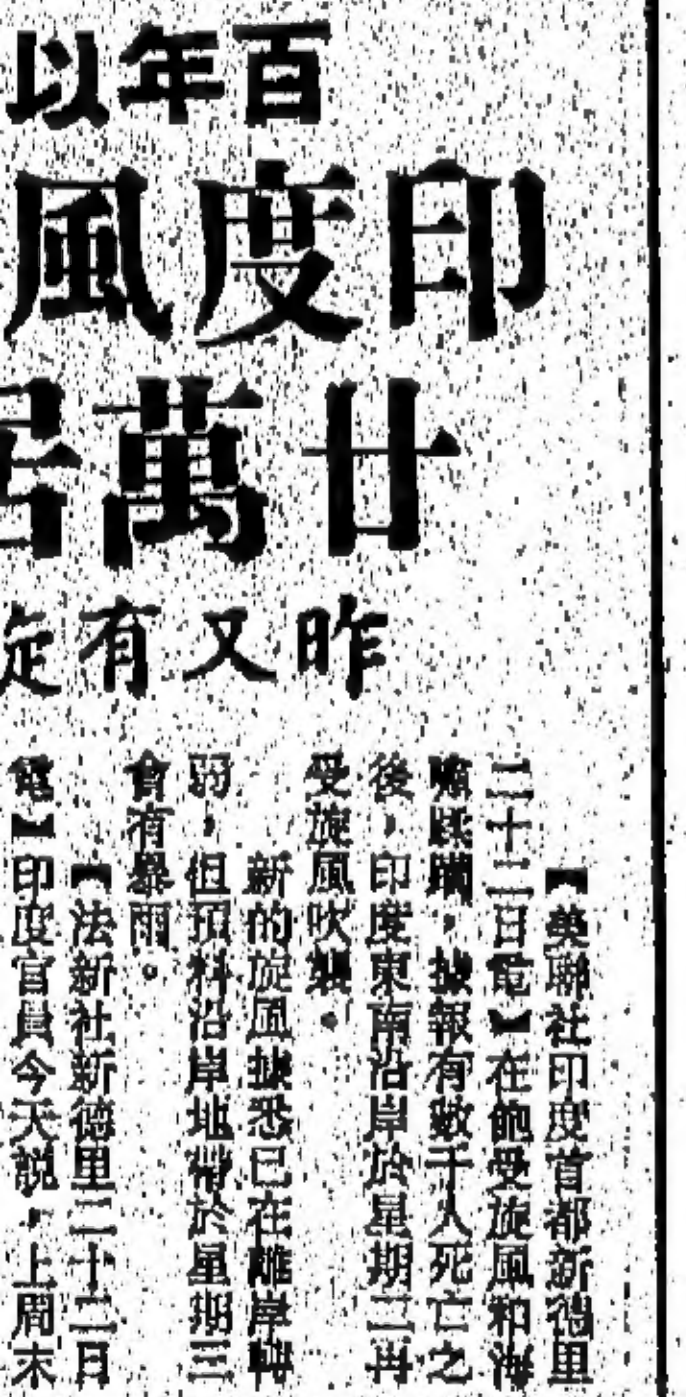 百年以
印度風
廿萬居
昨又有旋
【美聯社印度首都新德里
二十二日電】在飽受旋風和海
嘯蹂躪,據報有數千人死亡之
後,印度東南沿岸於星期二再
受旋風吹襲。
新的旋風據悉已在離岸轉
弱,但預料沿岸地帶於星期三
會有暴雨。
【法新社新德里二十二日
電】印度官員今天說,上周末